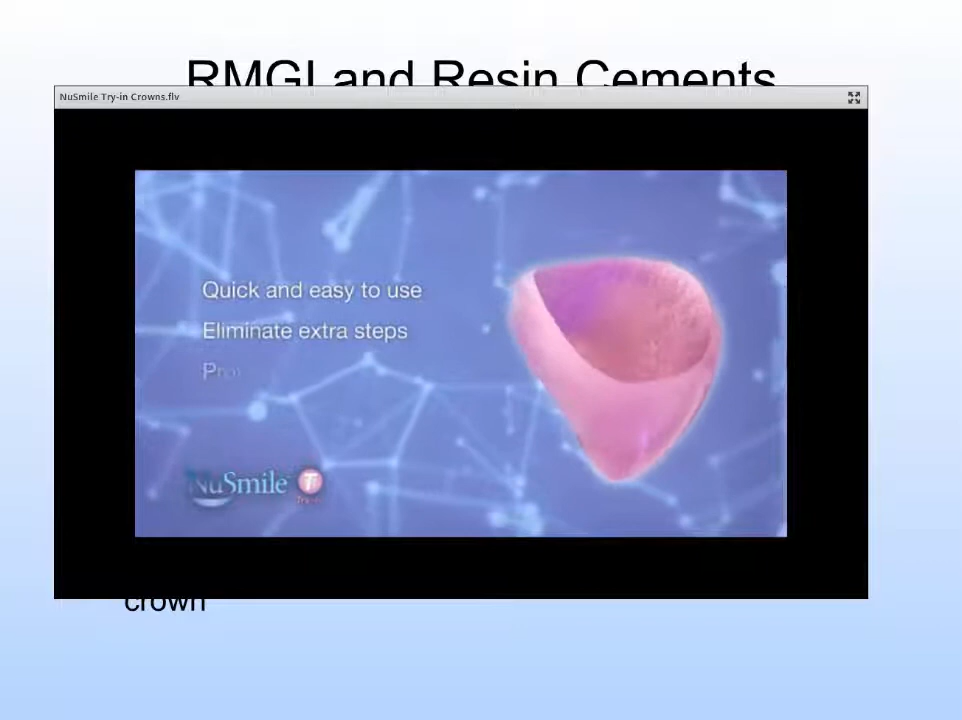 RMGI and Resin Cements
NuSmile Try-in Crowns.flv
Quick and easy to use
Eliminate extra steps
NuSmile T
crown